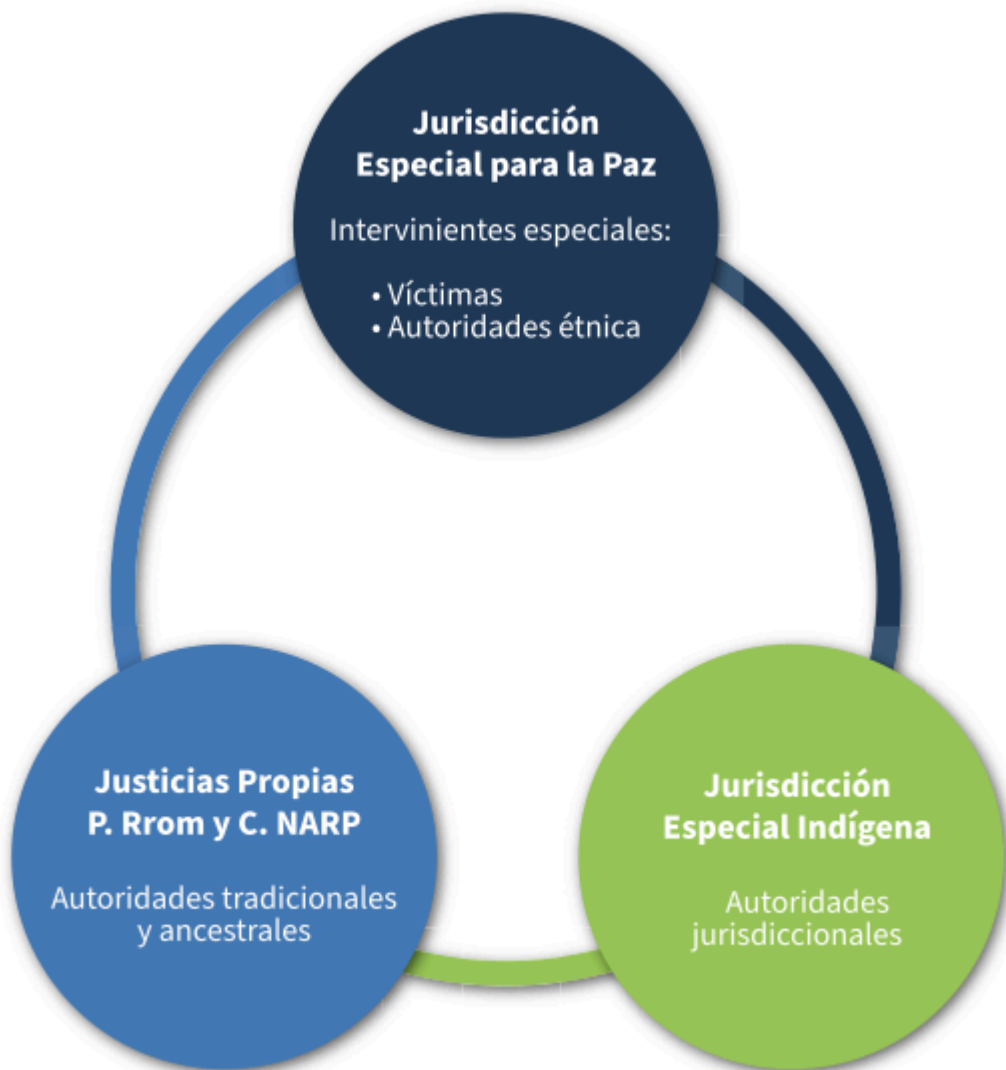 Jurisdicción
Especial para la Paz
Intervinientes especiales:
• Víctimas
• Autoridades étnica
Justicias Propias
P. Rrom y C. NARP
Autoridades tradicionales
y ancestrales
Jurisdicción
Especial Indígena
Autoridades
jurisdiccionales